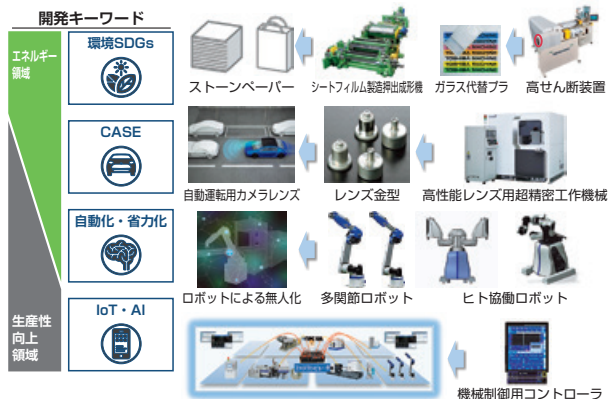 開発キーワード
エネルギー
領域
環境SDGs
ストーンペーパー
シートフィルム製造押出成形機
ガラス代替プラ
高せん断装置
CASE
自動運転用カメラレンズ
レンズ金型
高性能レンズ用超精密工作機械
自動化・省力化
ロボットによる無人化
多関節ロボット
ヒト協働ロボット
生産性
向上
領域
IoT・AI
機械制御用コントローラ